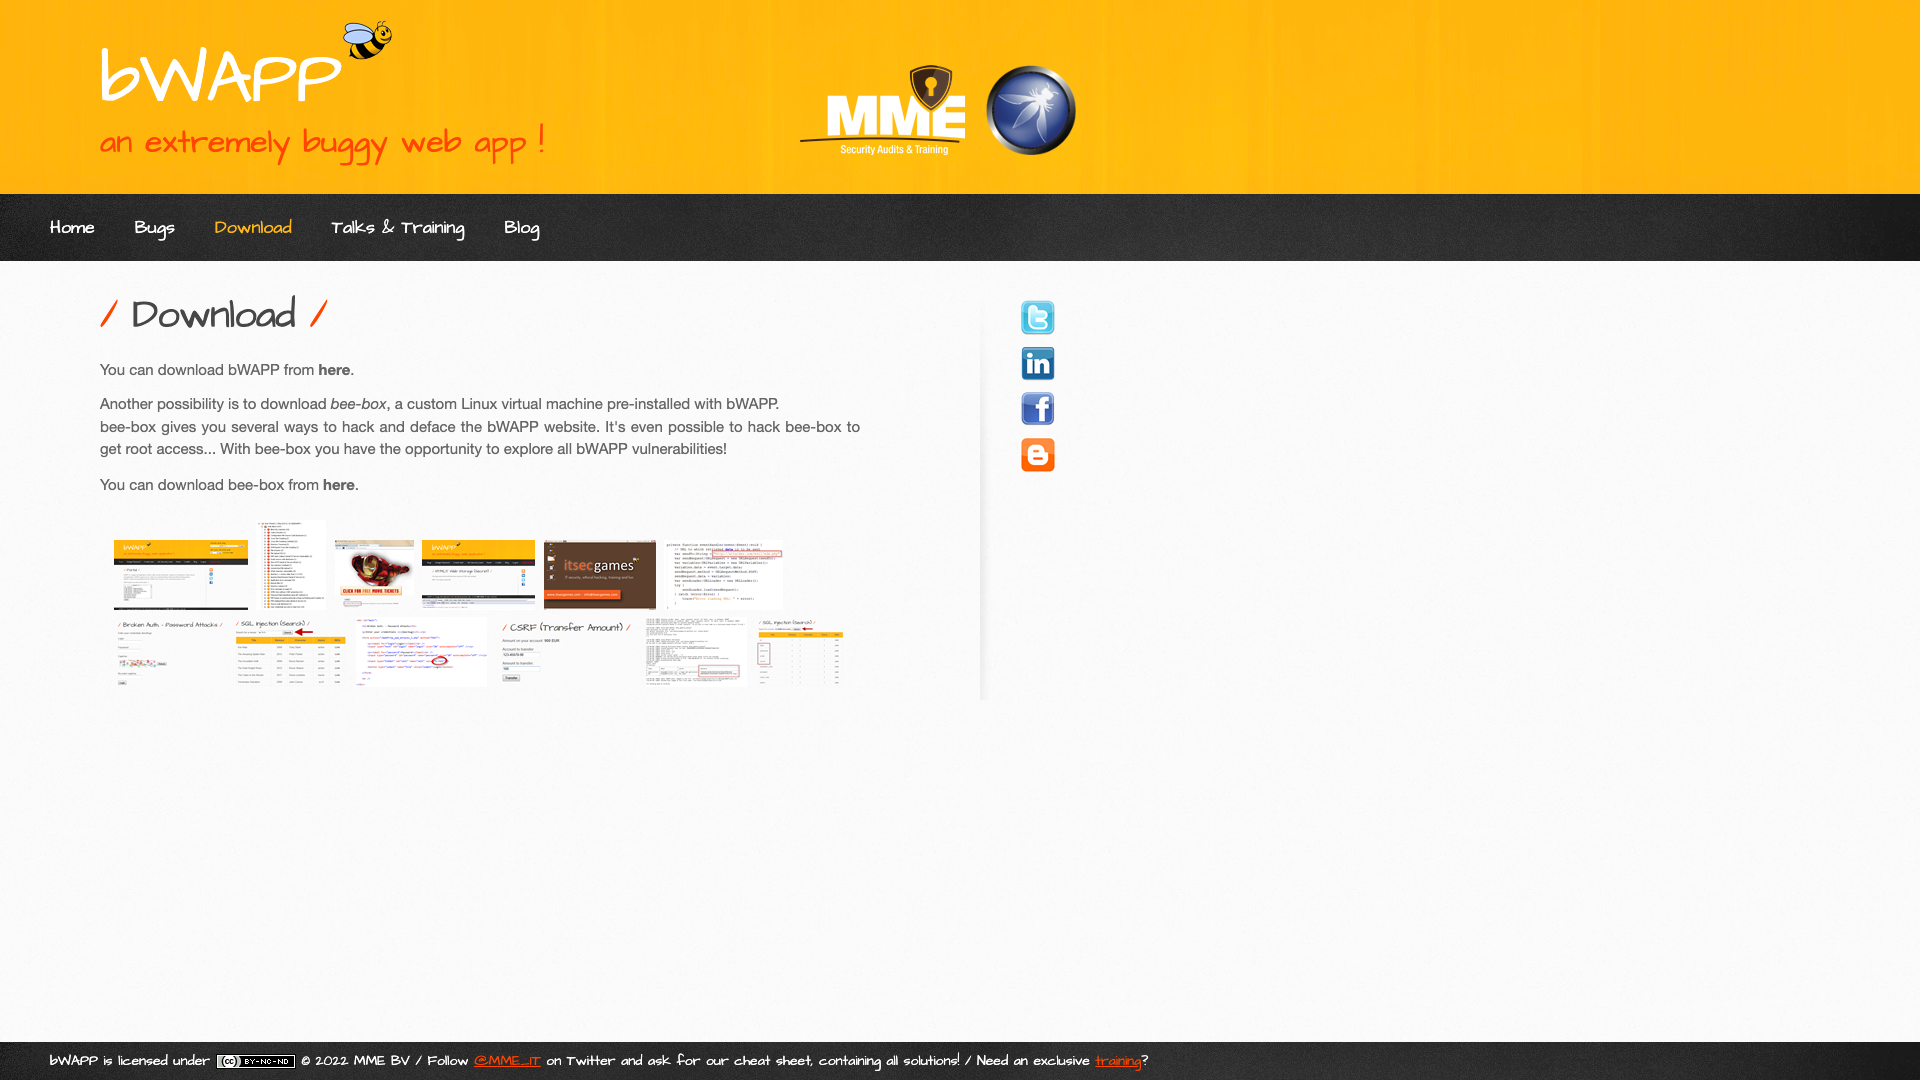 bWAPP
an extremely buggy web app !
MME
Security Audits & Training
Home Bugs Download Talks & Training Blog
/ Download /
You can download bWAPP from here.
Another possibility is to download bee-box, a custom Linux virtual machine pre-installed with bWAPP.
bee-box gives you several ways to hack and deface the bWAPP website. It's even possible to hack bee-box to
get root access... With bee-box you have the opportunity to explore all bWAPP vulnerabilities!
You can download bee-box from here.
itsecgames
/ Broken Auth. - Password Attacks /
/ SQL Injection (Search) /
/ CSRF (Transfer Amount) /
/ SQL Injection (Search) /
bWAPP is licensed under CC BY-NC-ND © 2022 MME BV / Follow @MME_IT on Twitter and ask for our cheat sheet, containing all solutions! / Need an exclusive training?